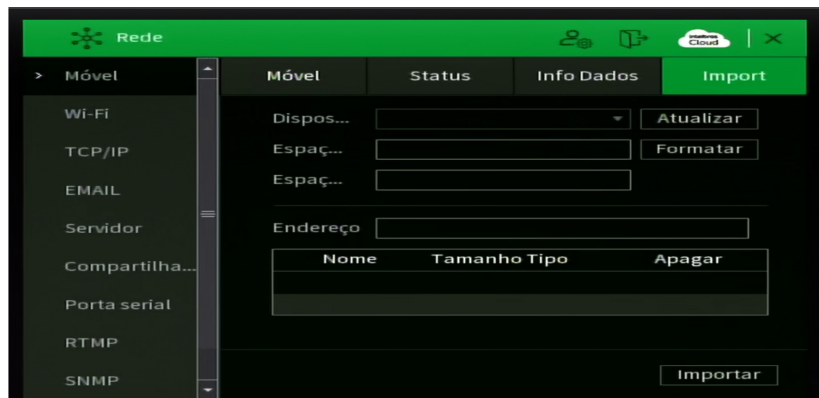 Rede
intelbras
Cloud
Móvel
Wi-Fi
TCP/IP
EMAIL
Servidor
Compartilha...
Porta serial
RTMP
SNMP
Móvel Status Info Dados Import
Dispos... Atualizar
Espaç... Formatar
Espaç...
Endereço
Nome Tamanho Tipo Apagar
Importar